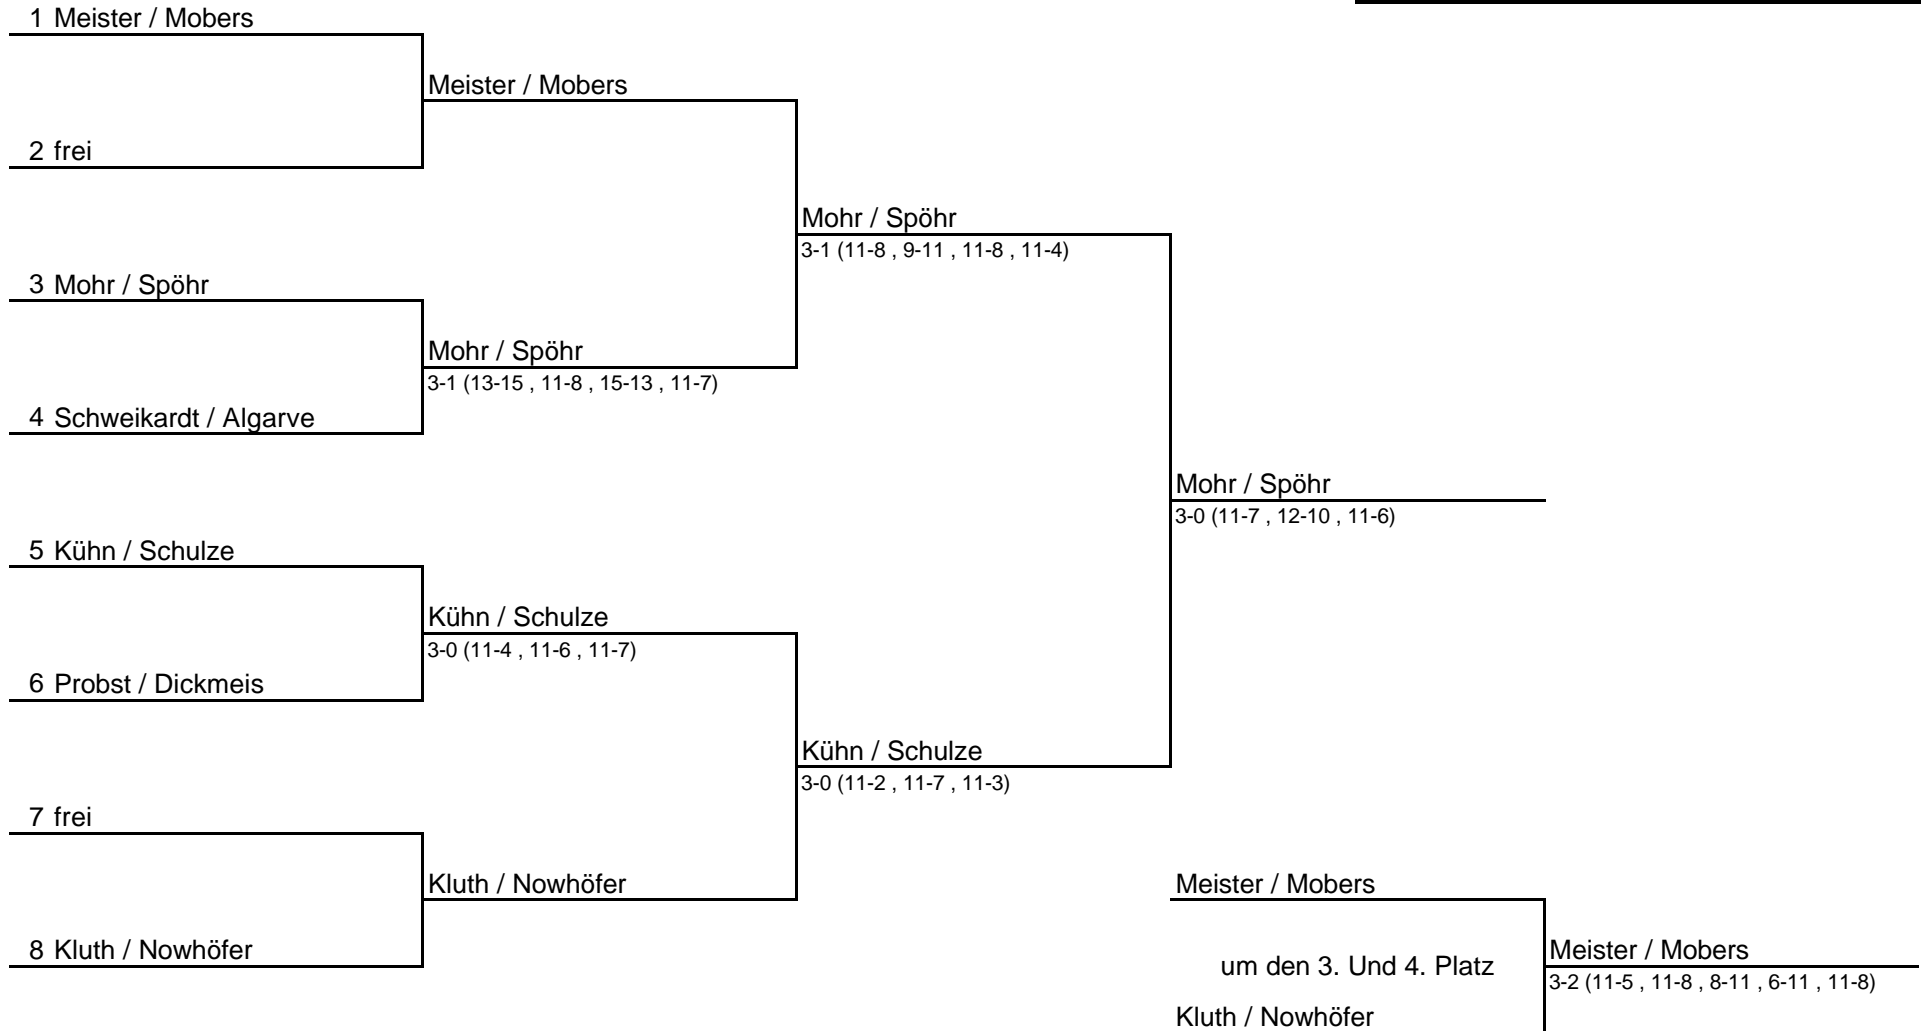 1 Meister / Mobers
Meister / Mobers
2 frei
Mohr / Spöhr
3-1 (11-8 , 9-11 , 11-8 , 11-4)
3 Mohr / Spöhr
Mohr / Spöhr
3-1 (13-15 , 11-8 , 15-13 , 11-7)
4 Schweikardt / Algarve
Mohr / Spöhr
3-0 (11-7 , 12-10 , 11-6)
5 Kühn / Schulze
Kühn / Schulze
3-0 (11-4 , 11-6 , 11-7)
6 Probst / Dickmeis
Kühn / Schulze
3-0 (11-2 , 11-7 , 11-3)
7 frei
Kluth / Nowhöfer
Meister / Mobers
8 Kluth / Nowhöfer
um den 3. Und 4. Platz
Meister / Mobers
3-2 (11-5 , 11-8 , 8-11 , 6-11 , 11-8)
Kluth / Nowhöfer